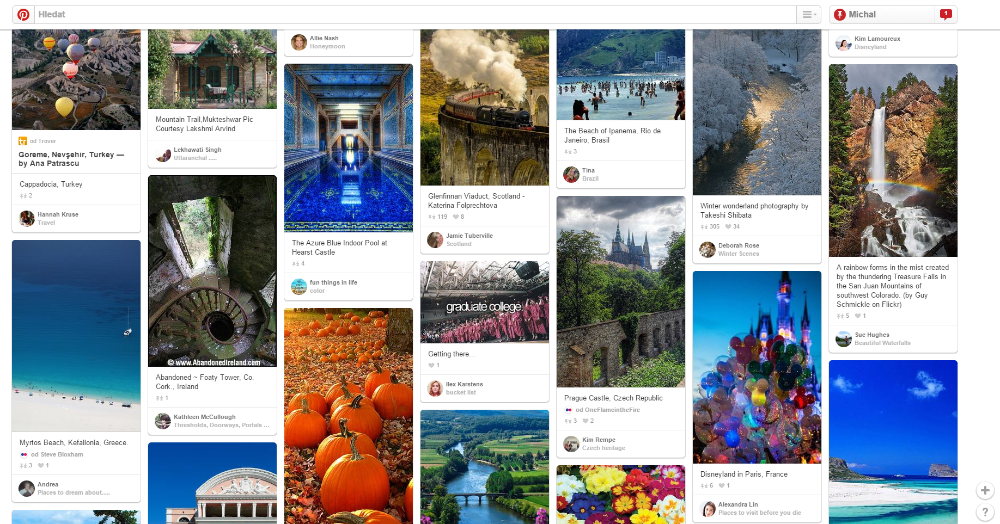 Hledat
Michal
1
od Trover
Goreme, Nevşehir, Turkey —
by Ana Patrascu
Cappadocia, Turkey
2
Hannah Kruse
Travel
Myrtos Beach, Kefallonia, Greece.
od Steve Bloxham
3 1
Andrea
Places to dream about.....
Mountain Trail,Mukteshwar Pic
Courtesy Lakshmi Arvind
Lekhawati Singh
Uttaranchal .....
© www.AbandonedIreland.com
Abandoned ~ Foaty Tower, Co.
Cork., Ireland
1
Kathleen McCullough
Thresholds, Doorways, Portals ...
Allie Nash
Honeymoon
The Azure Blue Indoor Pool at
Hearst Castle
4
KEEP
CALM
fun things in life
color
Glenfinnan Viaduct, Scotland -
Katerina Folprechtova
119 8
Jamie Tuberville
Scotland
graduate college.
Getting there...
1
Ilex Karstens
bucket list
The Beach of Ipanema, Rio de
Janeiro, Brasil
3
Tina
Brazil
Prague Castle, Czech Republic
od OneFlameintheFire
3 2
Kim Rempe
Czech heritage
Winter wonderland photography by
Takeshi Shibata
305 34
Deborah Rose
Winter Scenes
Disneyland in Paris, France
6 1
Alexandra Lin
Places to visit before you die
Kim Lamoureux
Disneyland
A rainbow forms in the mist created
by the thundering Treasure Falls in
the San Juan Mountains of
southwest Colorado. (by Guy
Schmickle on Flickr)
5 1
Sue Hughes
Beautiful Waterfalls
+
?